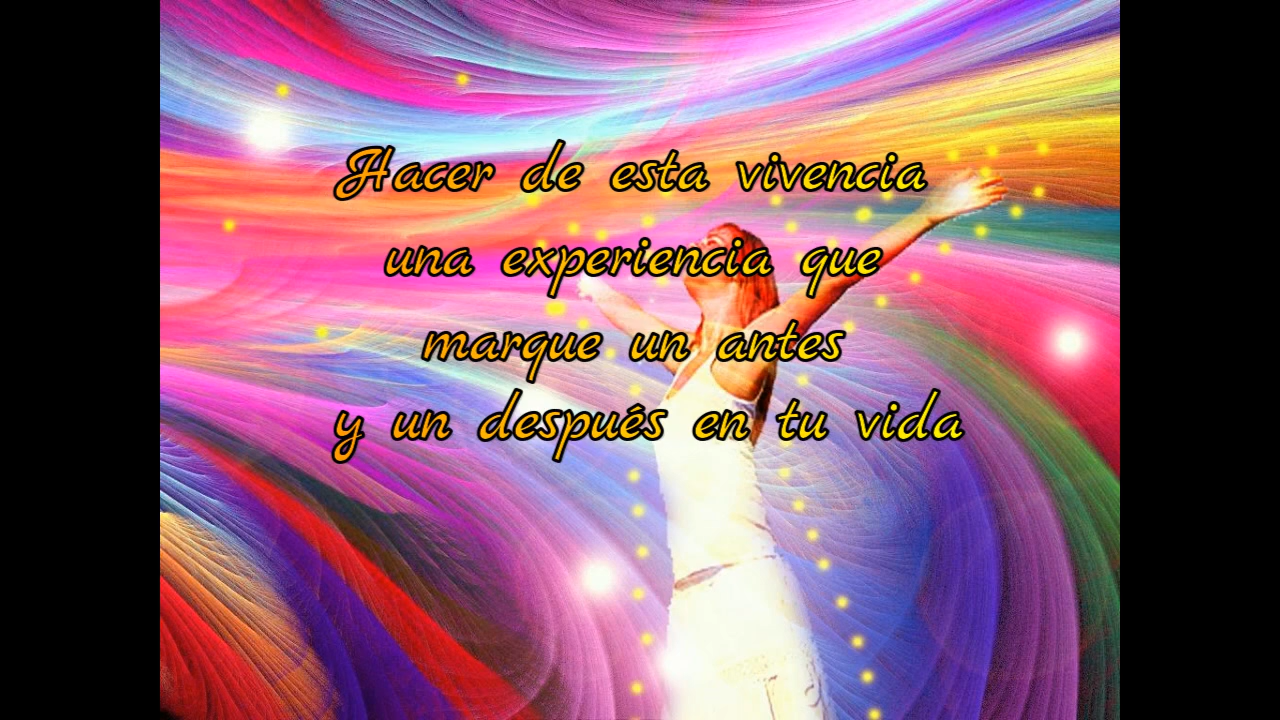 Hacer de esta vivencia
una experiencia que
marque un antes
y un después en tu vida